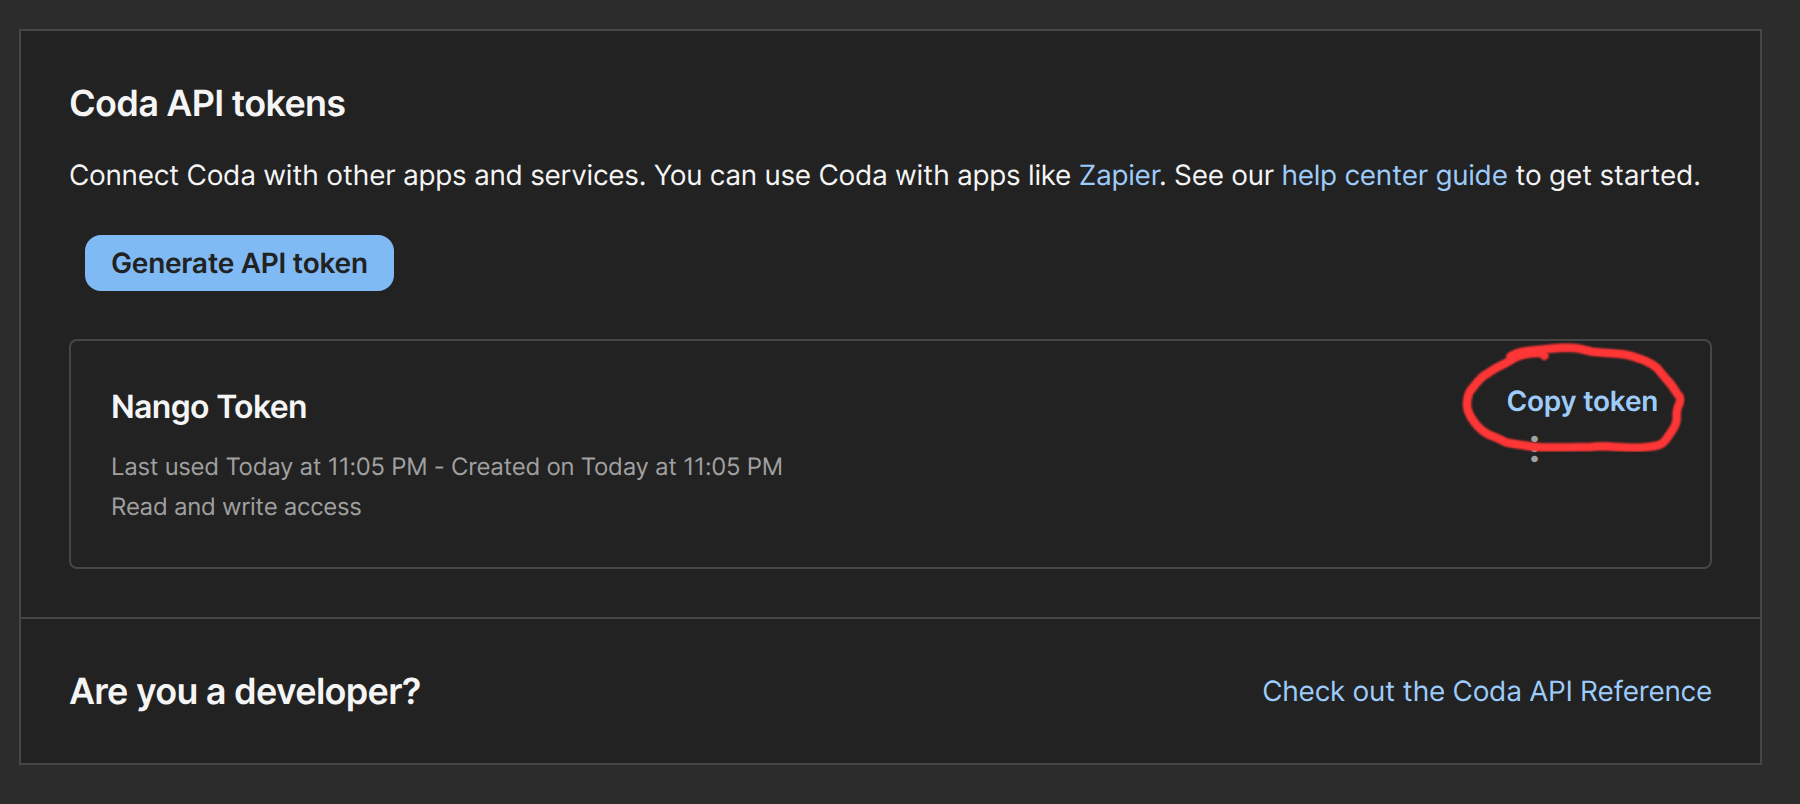 Coda API tokens
Connect Coda with other apps and services. You can use Coda with apps like Zapier. See our help center guide to get started.
Generate API token
Nango Token
Copy token
Last used Today at 11:05 PM - Created on Today at 11:05 PM
Read and write access
Are you a developer?
Check out the Coda API Reference